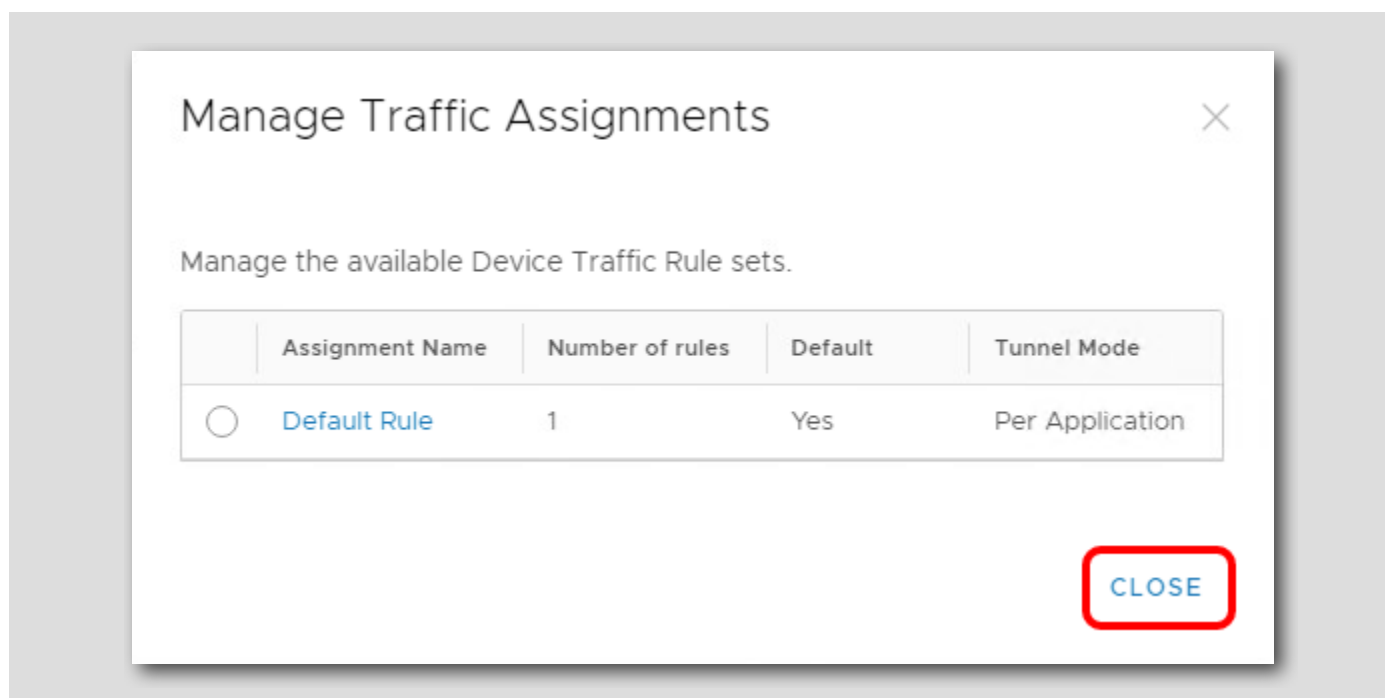 Manage Traffic Assignments
Manage the available Device Traffic Rule sets.
Assignment Name Number of rules Default Tunnel Mode
Default Rule 1 Yes Per Application
CLOSE